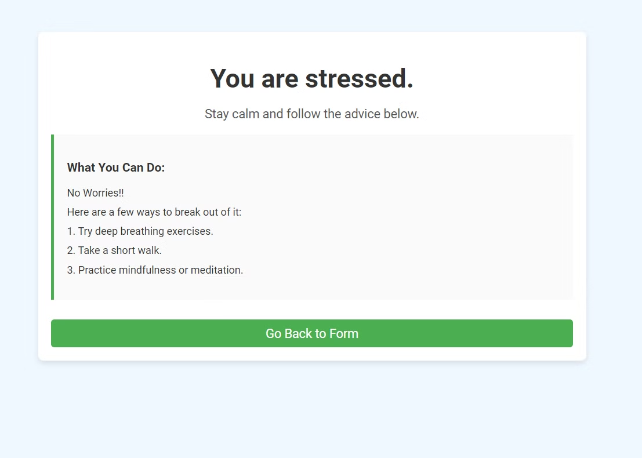 You are stressed.
Stay calm and follow the advice below.
What You Can Do:
No Worries!!
Here are a few ways to break out of it:
1. Try deep breathing exercises.
2. Take a short walk.
3. Practice mindfulness or meditation.
Go Back to Form